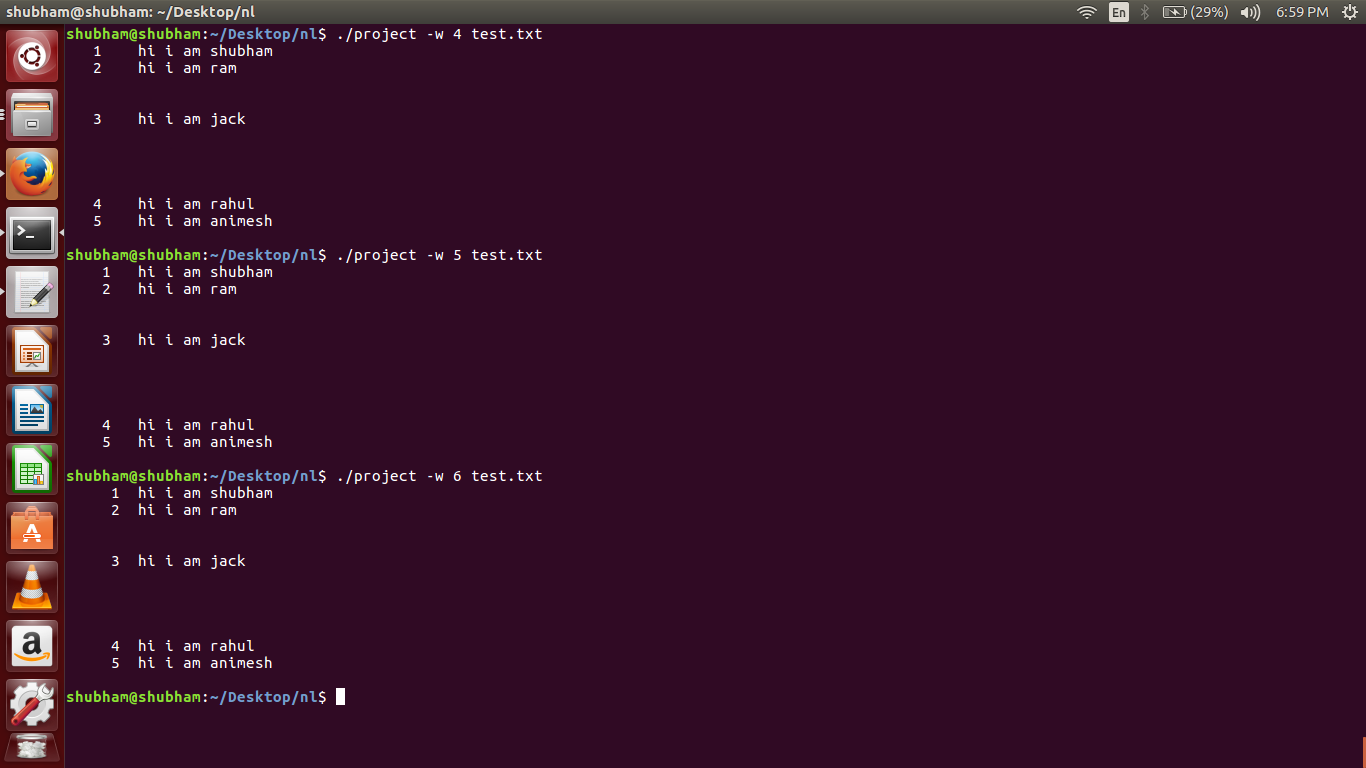 shubham@shubham: ~/Desktop/nl
En
(29%)
6:59 PM
shubham@shubham:~/Desktop/nl$ ./project -w 4 test.txt
   1    hi i am shubham
   2    hi i am ram
   3    hi i am jack
   4    hi i am rahul
   5    hi i am animesh
shubham@shubham:~/Desktop/nl$ ./project -w 5 test.txt
    1   hi i am shubham
    2   hi i am ram
    3   hi i am jack
    4   hi i am rahul
    5   hi i am animesh
shubham@shubham:~/Desktop/nl$ ./project -w 6 test.txt
     1  hi i am shubham
     2  hi i am ram
     3  hi i am jack
     4  hi i am rahul
     5  hi i am animesh
shubham@shubham:~/Desktop/nl$